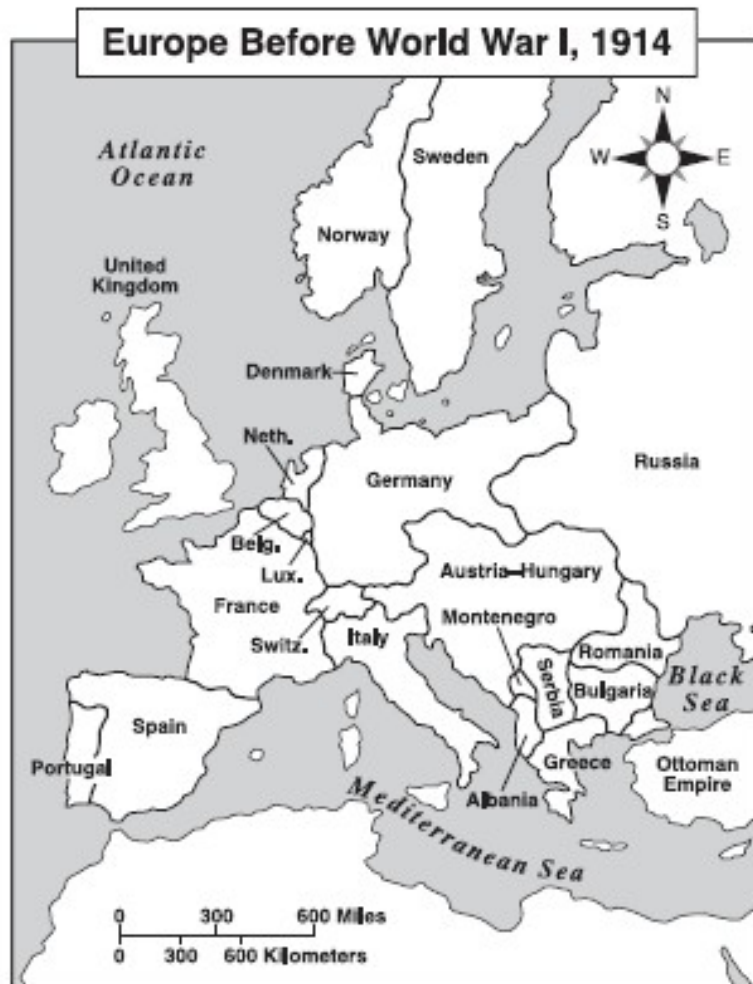 Europe Before World War I, 1914
N
W
E
S
Atlantic
Ocean
Sweden
Norway
United
Kingdom
Denmark
Neth.
Germany
Russia
Belg.
Lux.
Austria-Hungary
France
Montenegro
Switz.
Italy
Romania
Serbia
Bulgaria
Black
Sea
Spain
Portugal
Greece
Ottoman
Empire
Albania
Mediterranean Sea
0 300 600 Miles
0 300 600 Kilometers